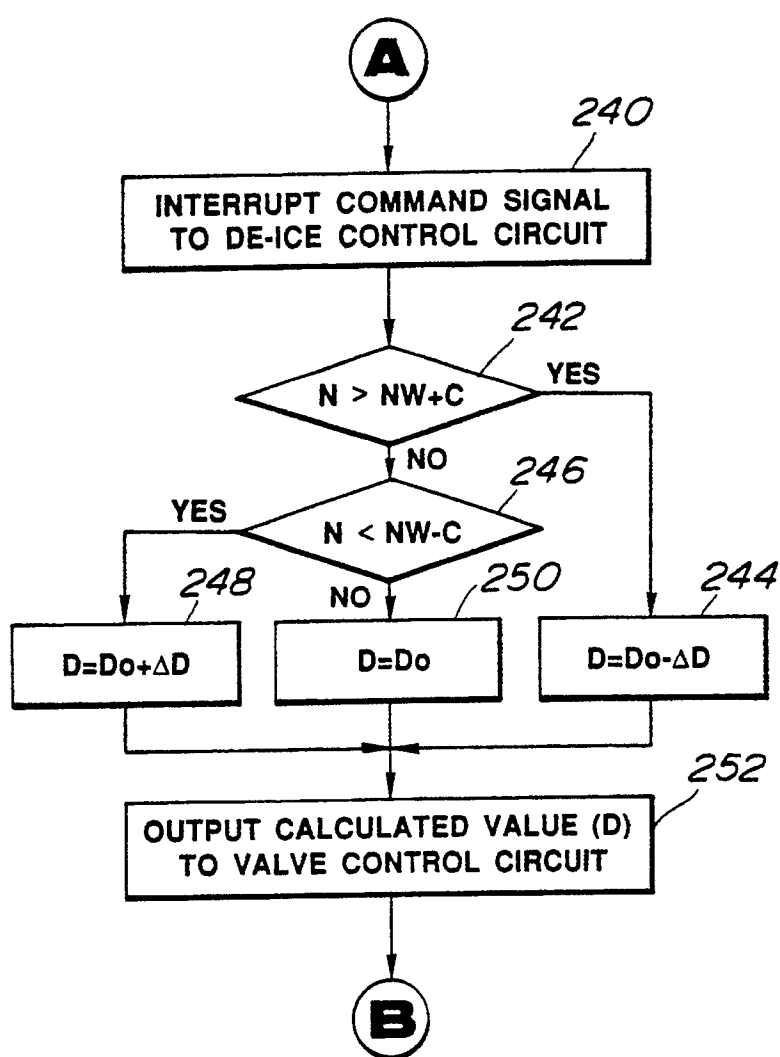 A
240
INTERRUPT COMMAND SIGNAL
TO DE-ICE CONTROL CIRCUIT
242
N > NW+C
YES
NO
246
YES
N < NW-C
NO
248
250
244
D=Do+ΔD
D=Do
D=Do-ΔD
252
OUTPUT CALCULATED VALUE (D)
TO VALVE CONTROL CIRCUIT
B